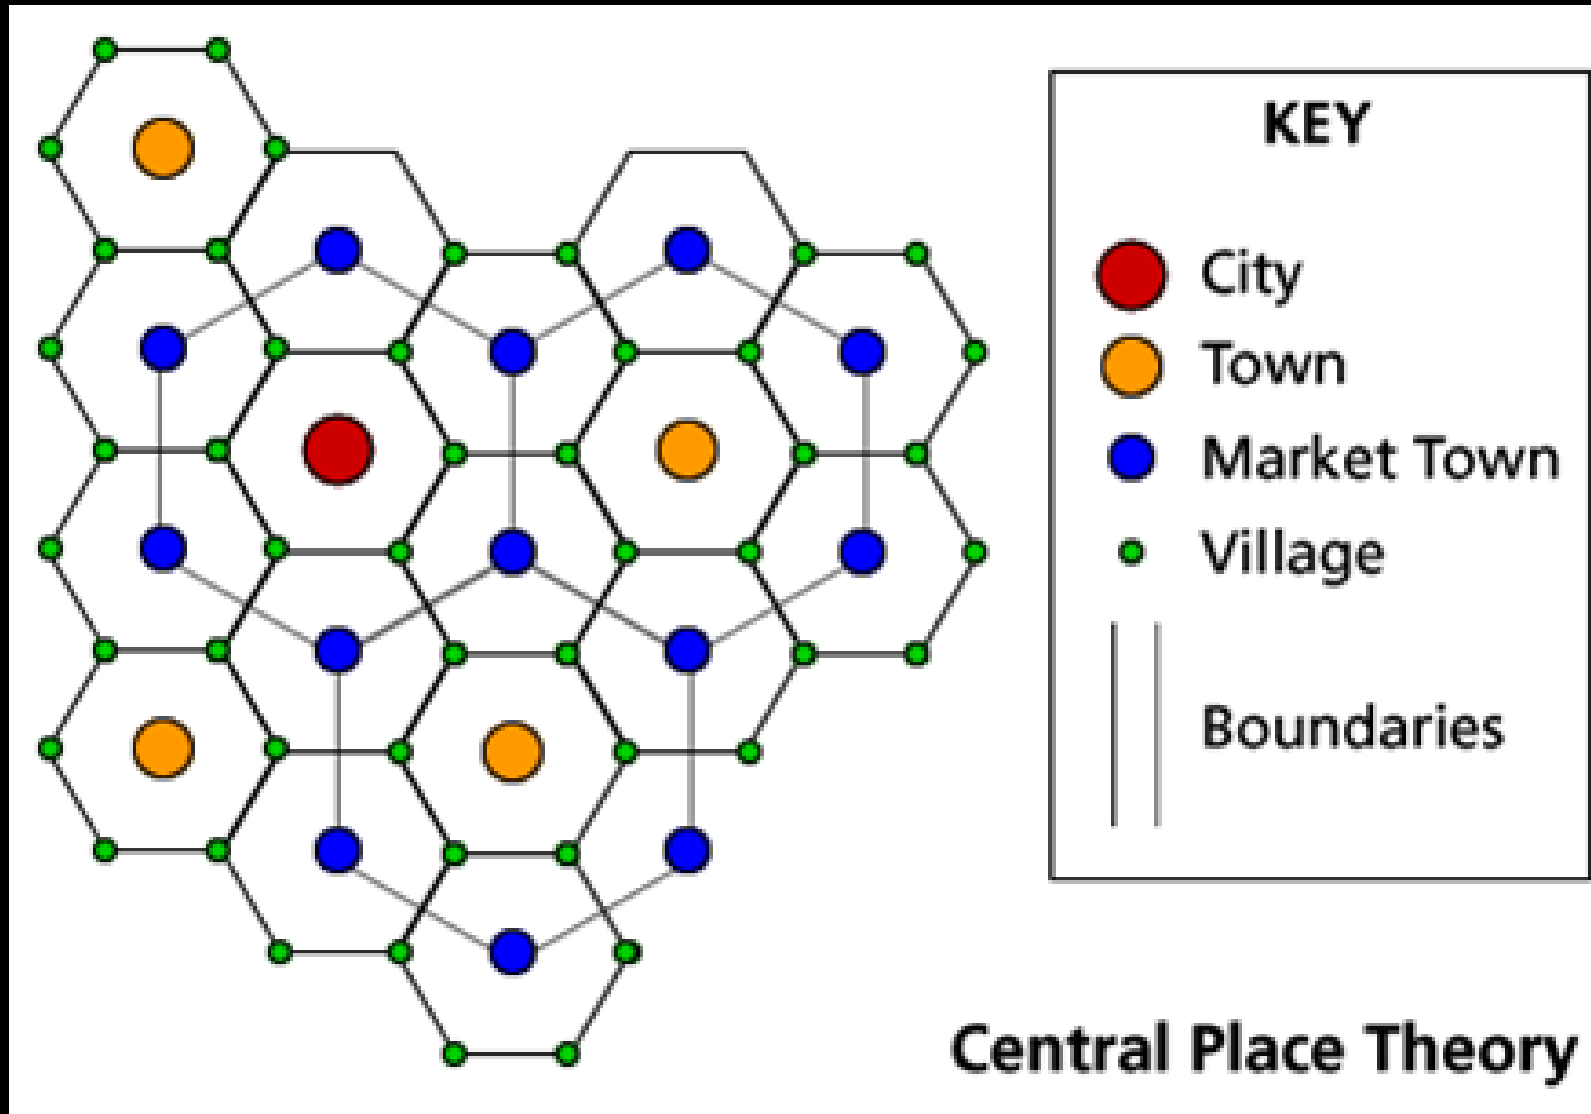 KEY
City
Town
Market Town
Village
Boundaries
Central Place Theory